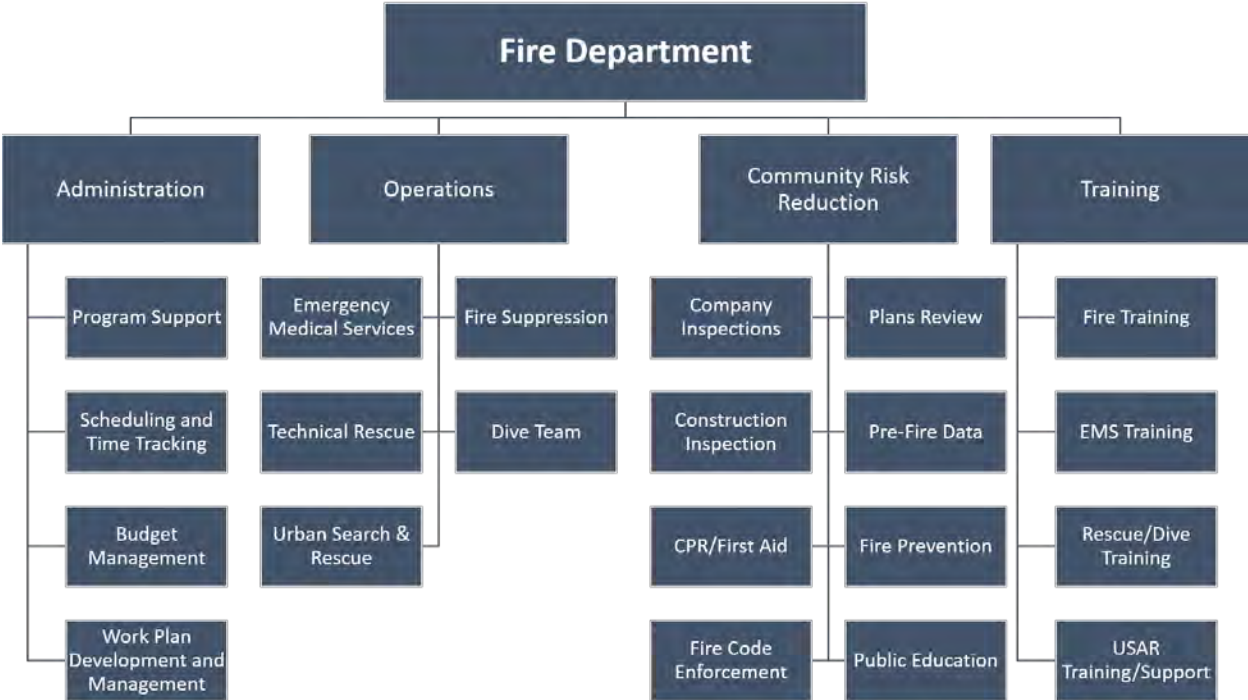 Fire Department
Administration
Operations
Community Risk
Reduction
Training
Program Support
Emergency
Medical Services
Fire Suppression
Company
Inspections
Plans Review
Fire Training
Scheduling and
Time Tracking
Technical Rescue
Dive Team
Construction
Inspection
Pre-Fire Data
EMS Training
Budget
Management
Urban Search &
Rescue
CPR/First Aid
Fire Prevention
Rescue/Dive
Training
Work Plan
Development and
Management
Fire Code
Enforcement
Public Education
USAR
Training/Support